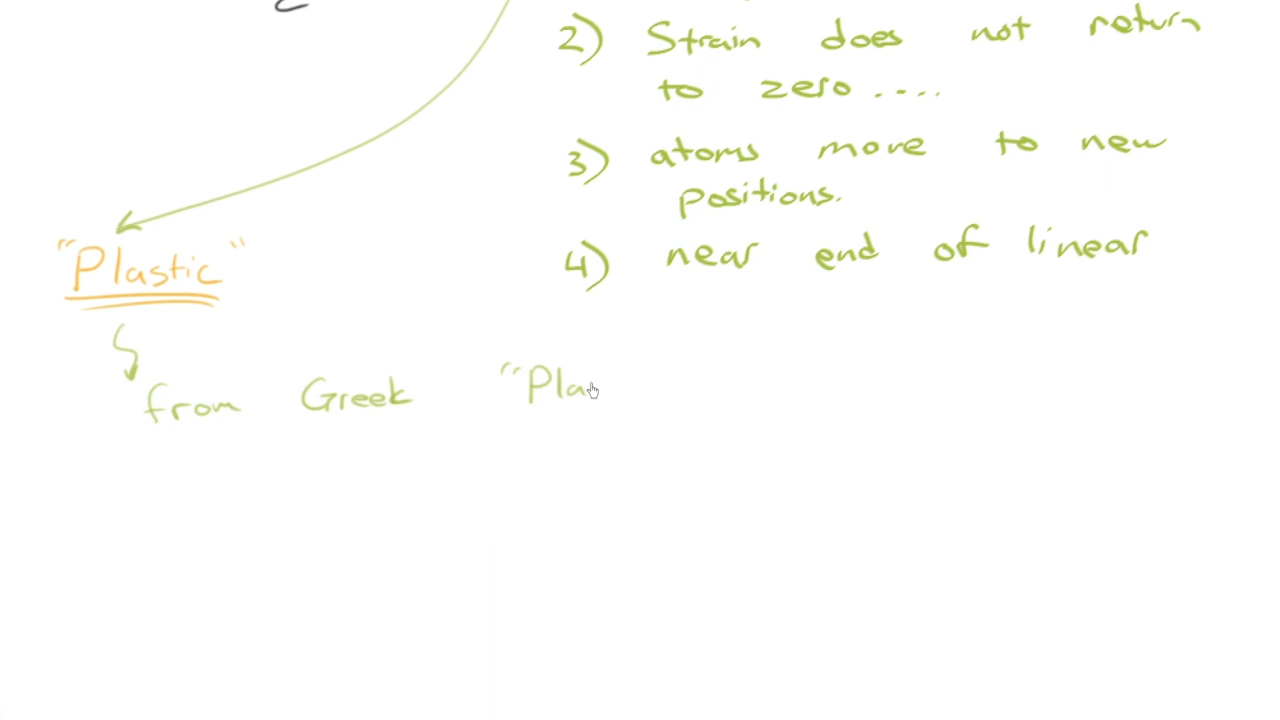 2) Strain does not return
to zero ....
3) atoms move to new
positions.
4) near end of linear
"Plastic"
from Greek "Pla